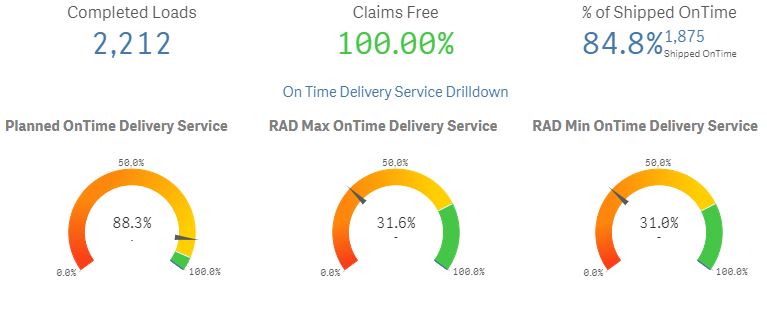 Completed Loads
Claims Free
% of Shipped OnTime
2,212
100.00%
84.8%
1,875
Shipped OnTime
On Time Delivery Service Drilldown
Planned OnTime Delivery Service
RAD Max OnTime Delivery Service
RAD Min OnTime Delivery Service
50.0%
50.0%
50.0%
88.3%
31.6%
31.0%
-
-
-
0.0%
100.0%
0.0%
100.0%
0.0%
100.0%